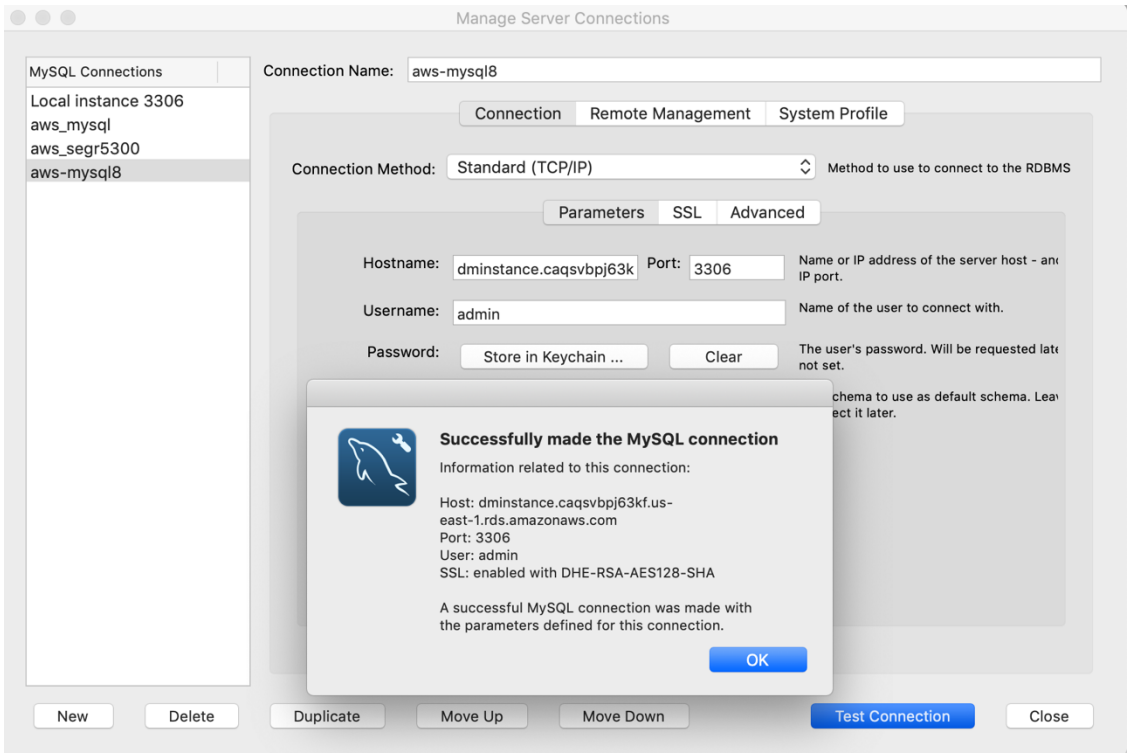 Manage Server Connections
MySQL Connections
Local instance 3306
aws_mysql
aws_segr5300
aws-mysql8
Connection Name: aws-mysql8
Connection Remote Management System Profile
Connection Method: Standard (TCP/IP) Method to use to connect to the RDBMS
Parameters SSL Advanced
Hostname: dminstance.caqsvbpj63k Port: 3306 Name or IP address of the server host - and
IP port.
Username: admin Name of the user to connect with.
Password: Store in Keychain ... Clear The user's password. Will be requested late
not set.
chema to use as default schema. Leav
ect it later.
Successfully made the MySQL connection
Information related to this connection:
Host: dminstance.caqsvbpj63kf.us-
east-1.rds.amazonaws.com
Port: 3306
User: admin
SSL: enabled with DHE-RSA-AES128-SHA
A successful MySQL connection was made with
the parameters defined for this connection.
OK
New Delete Duplicate Move Up Move Down Test Connection Close